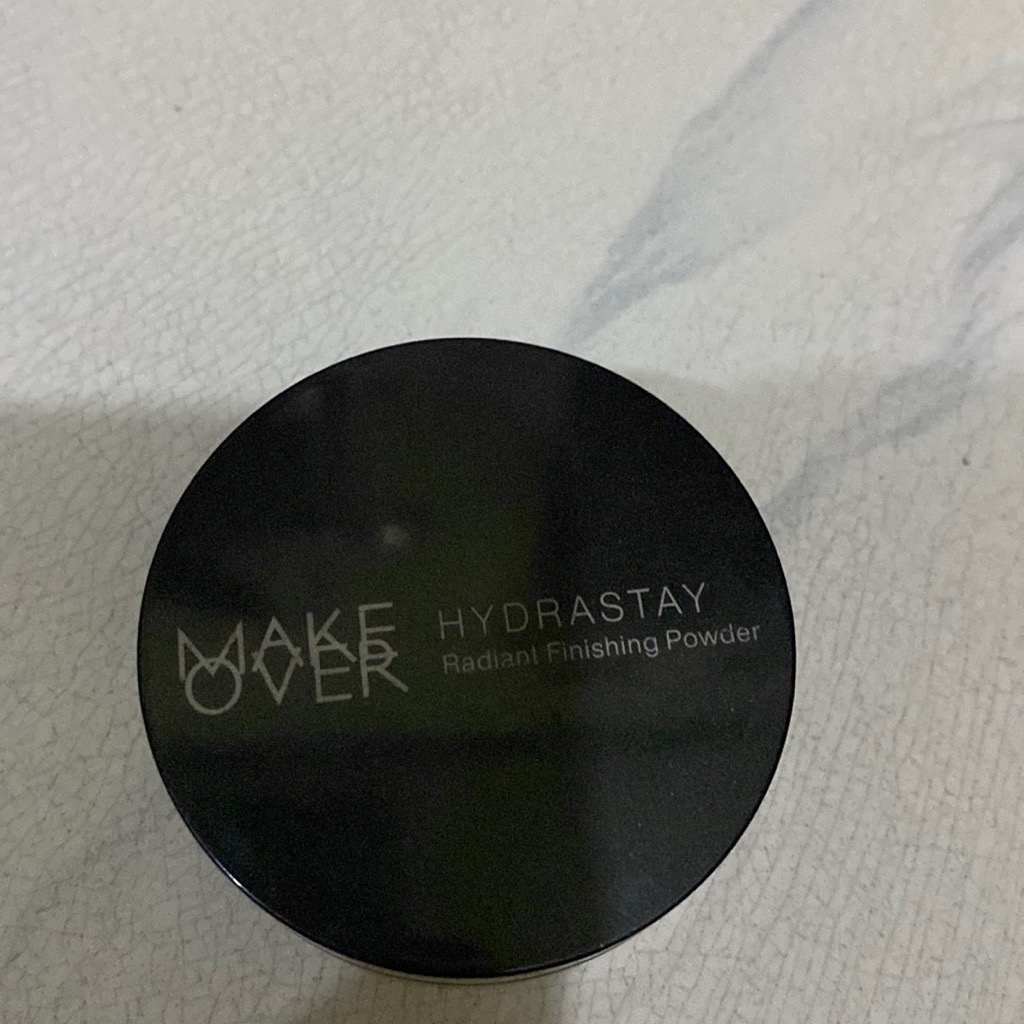 MAKE
OVER
HYDRASTAY
Radiant Finishing Powder